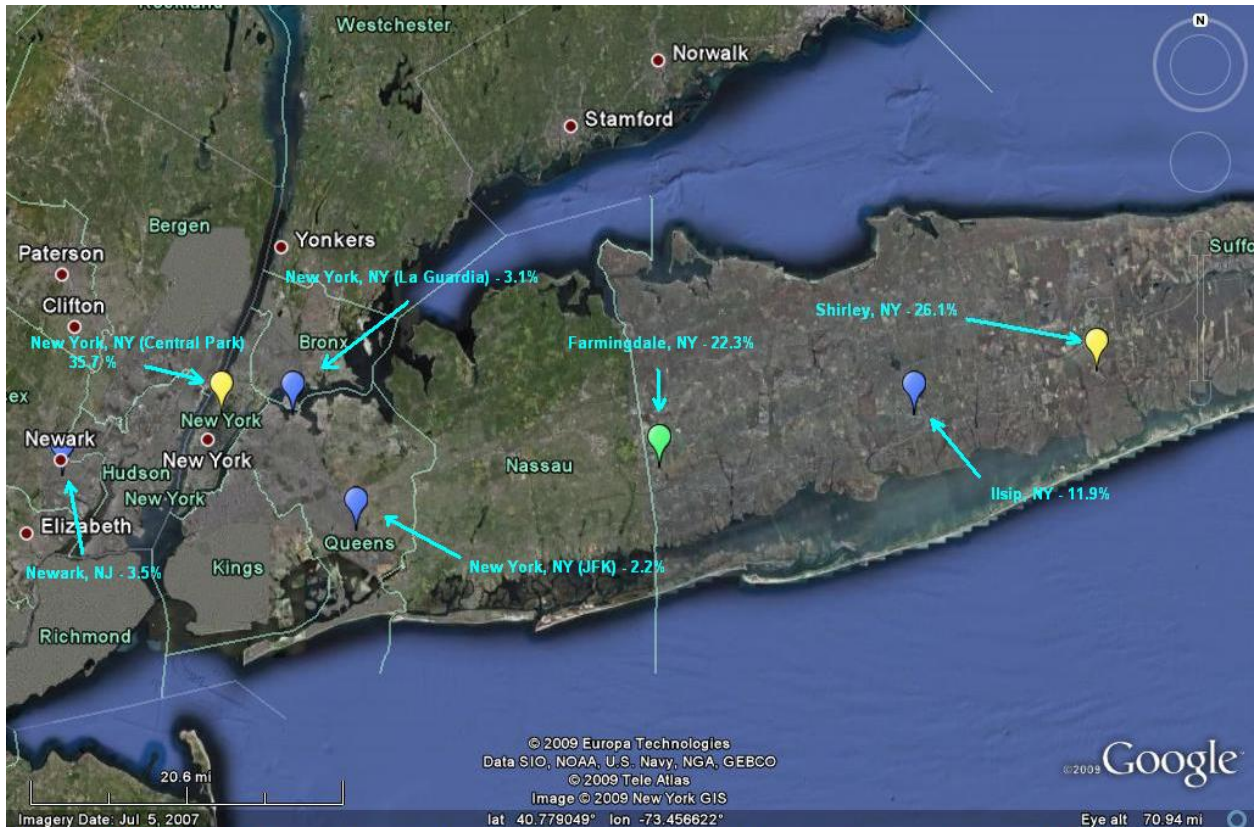 Rockland
Westchester
N
Norwalk
Stamford
Bergen
Yonkers
Paterson
Suffo
New York, NY (La Guardia) - 3.1%
Clifton
Shirley, NY - 26.1%
New York, NY (Central Park)
35.7 %
Bronx
Farmingdale, NY - 22.3%
ex
New York
Newark
New York
Hudson
Nassau
New York
Ilsip, NY - 11.9%
Elizabeth
Queens
Kings
New York, NY (JFK) - 2.2%
Newark, NJ - 3.5%
Richmond
© 2009 Europa Technologies
Data SIO, NOAA, U.S. Navy, NGA, GEBCO
© 2009 Tele Atlas
Image © 2009 New York GIS
©2009 Google
20.6 mi
Imagery Date: Jul 5, 2007
lat 40.779049° lon -73.456622°
Eye alt 70.94 mi